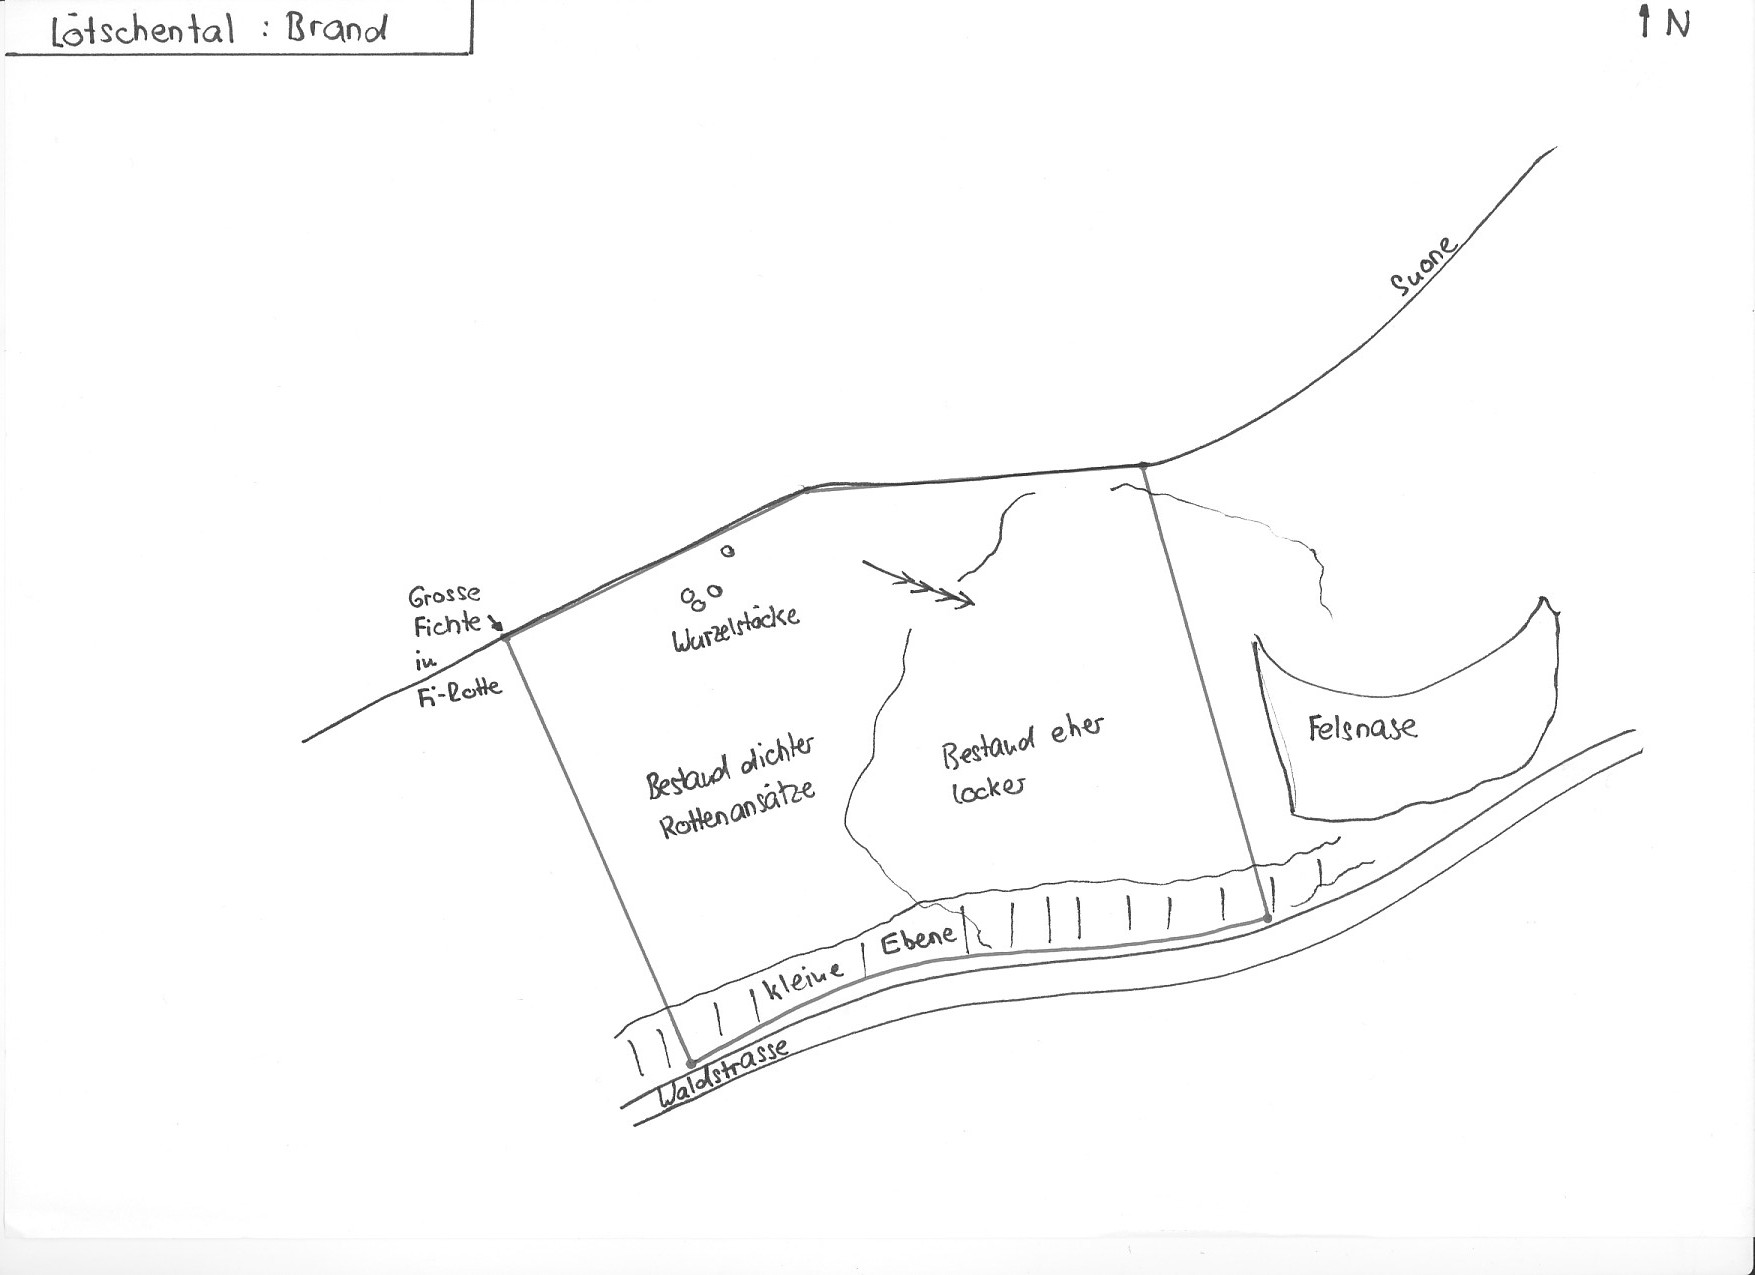 Lötschental : Brand
N
Suone
Grosse
Fichte
in
Fi-Rotte
Wurzelstöcke
Bestand dichter
Rottenansätze
Bestand eher
locker
Felsnase
kleine Ebene
Waldstrasse